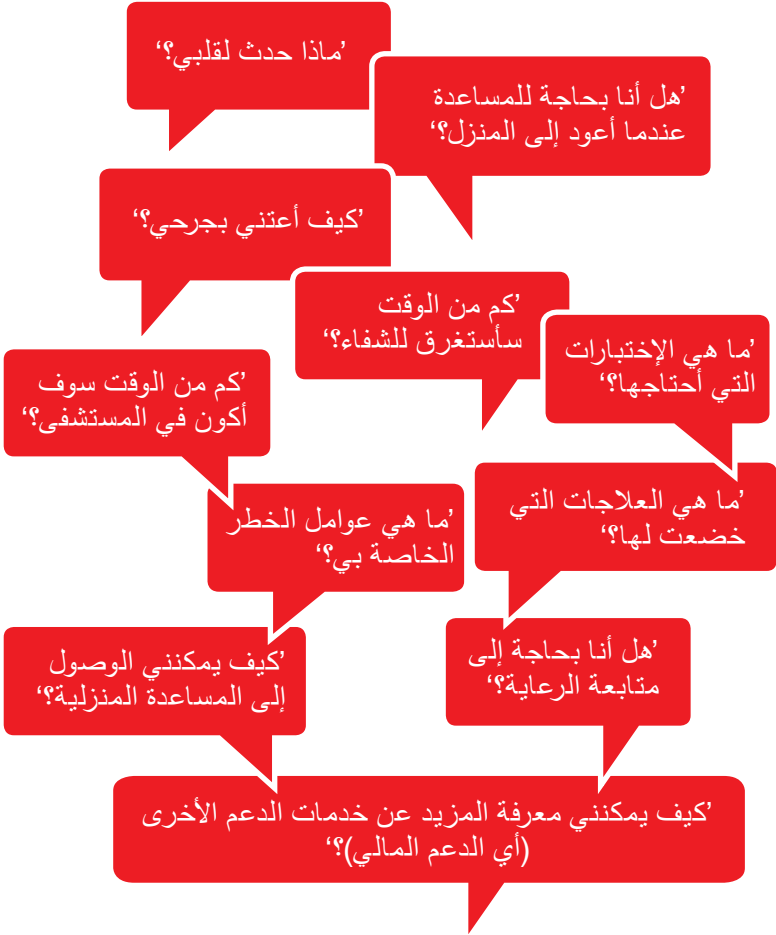 ’ماذا حدث لقلبي؟‘
’هل أنا بحاجة للمساعدة
عندما أعود إلى المنزل؟‘
’كيف أعتني بجرحي؟‘
’كم من الوقت
سأستغرق للشفاء؟‘
’ما هي الإختبارات
التي أحتاجها؟‘
’كم من الوقت سوف
أكون في المستشفى؟‘
’ما هي العلاجات التي
خضعت لها؟‘
’ما هي عوامل الخطر
الخاصة بي؟‘
’هل أنا بحاجة إلى
متابعة الرعاية؟‘
’كيف يمكنني الوصول
إلى المساعدة المنزلية؟‘
’كيف يمكنني معرفة المزيد عن خدمات الدعم الأخرى
(أي الدعم المالي)؟‘